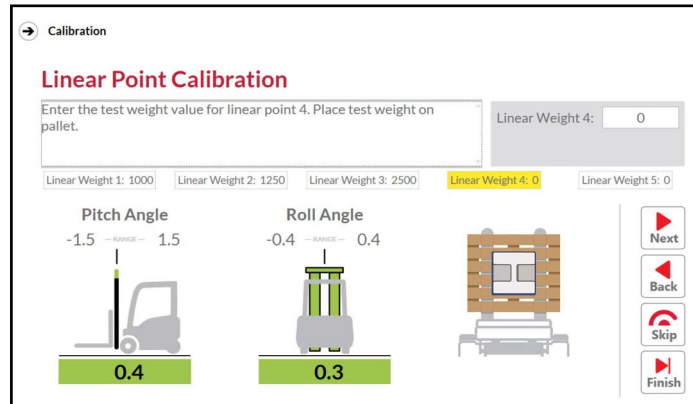 Calibration
Linear Point Calibration
Enter the test weight value for linear point 4. Place test weight on
pallet.
Linear Weight 4: 0
Linear Weight 1: 1000 Linear Weight 2: 1250 Linear Weight 3: 2500 Linear Weight 4: 0 Linear Weight 5: 0
Pitch Angle Roll Angle
-1.5 RANGE 1.5 -0.4 RANGE 0.4
Next
Back
Skip
0.4 0.3
Finish